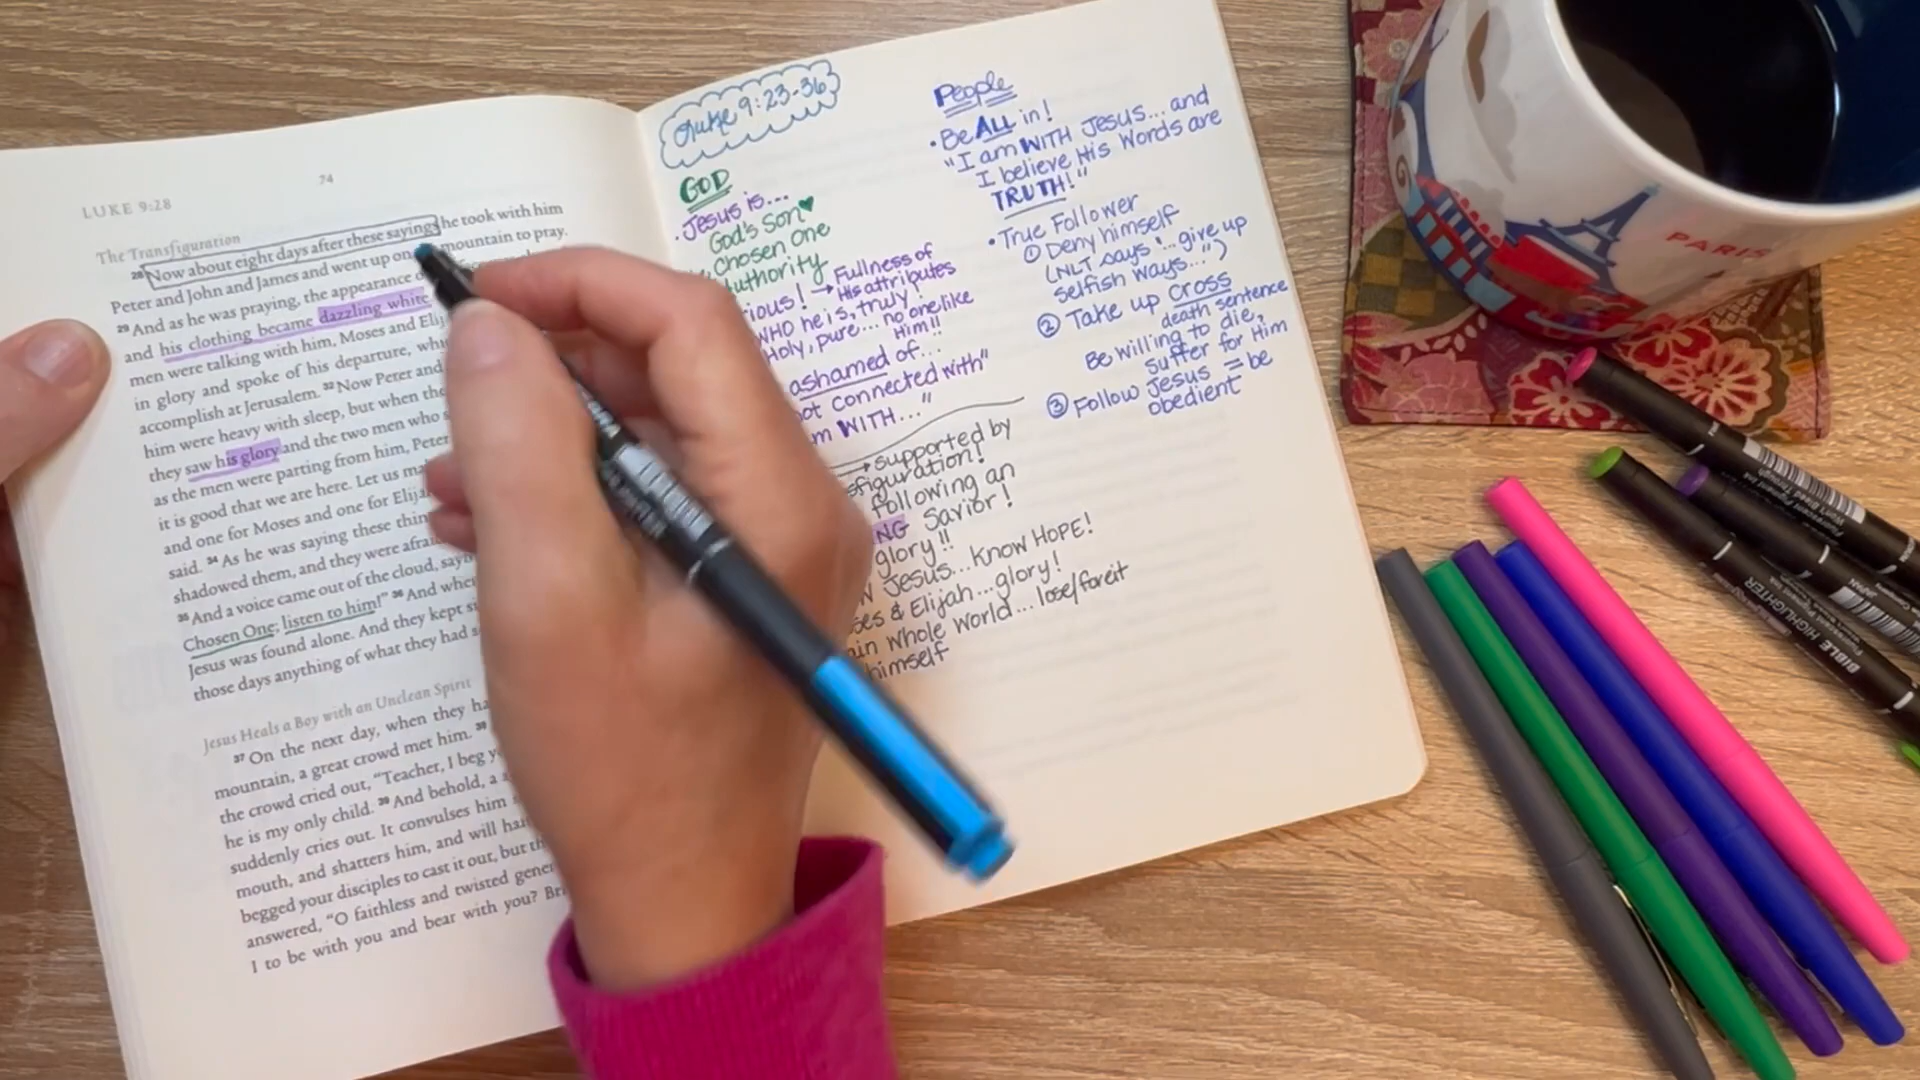 LUKE 9:28
74
The Transfiguration
28 Now about eight days after these sayings he took with him
Peter and John and James and went up on mountain to pray.
29 And as he was praying, the appearance
and his clothing became dazzling white
men were talking with him, Moses and Elij
in glory and spoke of his departure, whi
accomplish at Jerusalem. 32 Now Peter and
him were heavy with sleep, but when the
they saw his glory and the two men who s
as the men were parting from him, Peter
it is good that we are here. Let us ma
and one for Moses and one for Elija
said. 34 As he was saying these thin
shadowed them, and they were afrai
35 And a voice came out of the cloud, sayi
Chosen One; listen to him!" 36 And when
Jesus was found alone. And they kept si
those days anything of what they had s
Jesus Heals a Boy with an Unclean Spirit
37 On the next day, when they ha
mountain, a great crowd met him. 38
the crowd cried out, "Teacher, I beg y
he is my only child. 39 And behold, a s
suddenly cries out. It convulses him
mouth, and shatters him, and will har
begged your disciples to cast it out, but th
answered, "O faithless and twisted gener
I to be with you and bear with you? Bri
Luke 9:23-36
GOD
• Jesus is...
God's Son
Chosen One
Authority
ious! → Fullness of
His attributes
WHO he is, truly!
Holy, pure... no one like
Him!!
ashamed of...
ot connected with"
m WITH..."
→ supported by
sfiguration!
following an
NG Savior!
glory!!
Jesus... Know HOPE!
ses & Elijah... glory!
ain whole world... lose/foreit
himself
People
• Be ALL in!
"I am WITH Jesus... and
I believe His Words are
TRUTH!"
• True Follower
① Deny himself
(NLT says "...give up
selfish ways...")
② Take up cross
death sentence
Be willing to die,
suffer for Him
③ Follow Jesus = be
obedient
PARIS
BIBLE HIGHLIGHTER